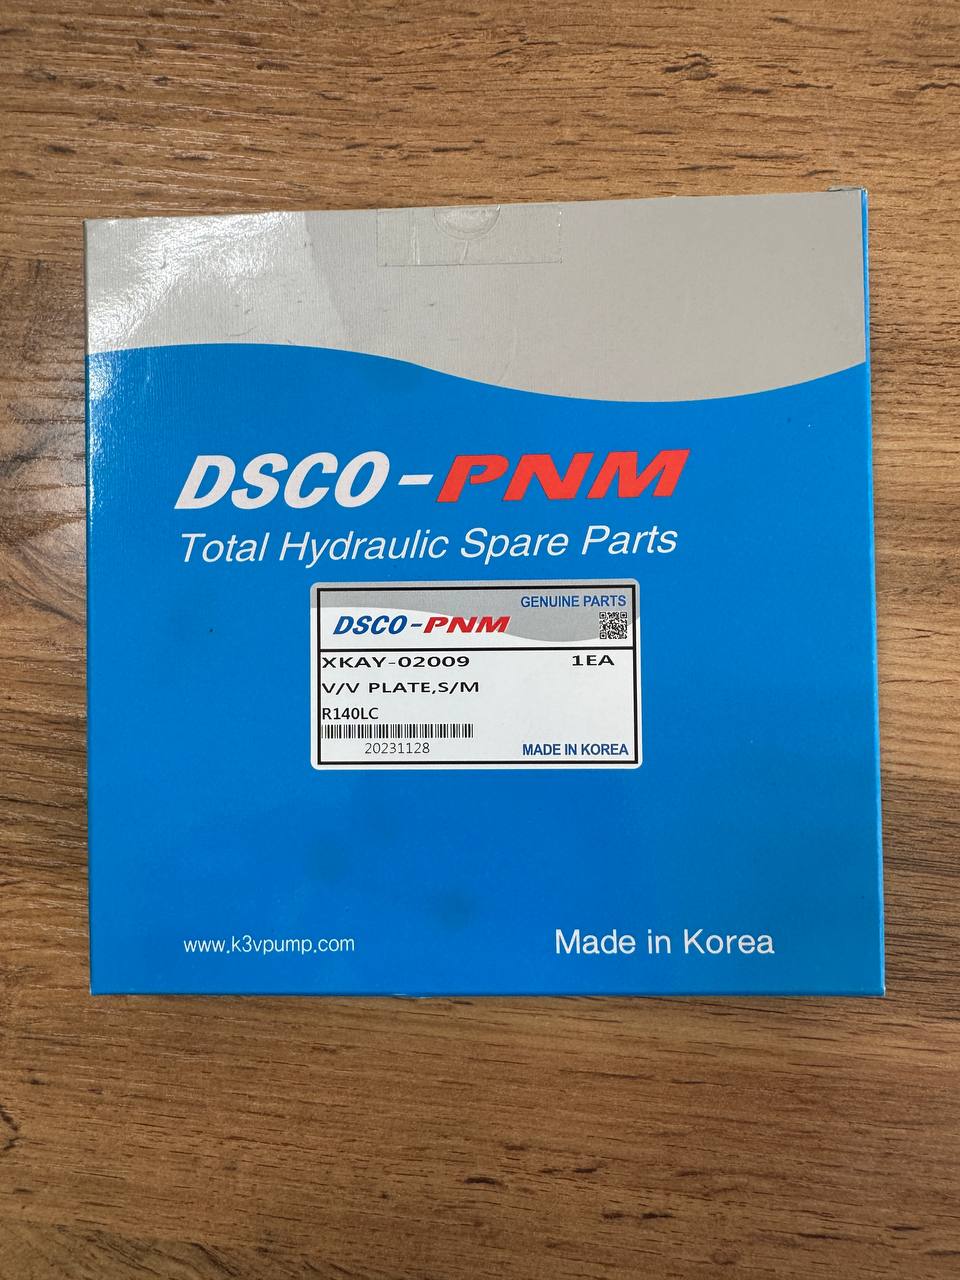 DSCO-PNM
Total Hydraulic Spare Parts
GENUINE PARTS
DSCO-PNM
XKAY-02009 1EA
V/V PLATE,S/M
R140LC
20231128
MADE IN KOREA
www.k3vpump.com
Made in Korea